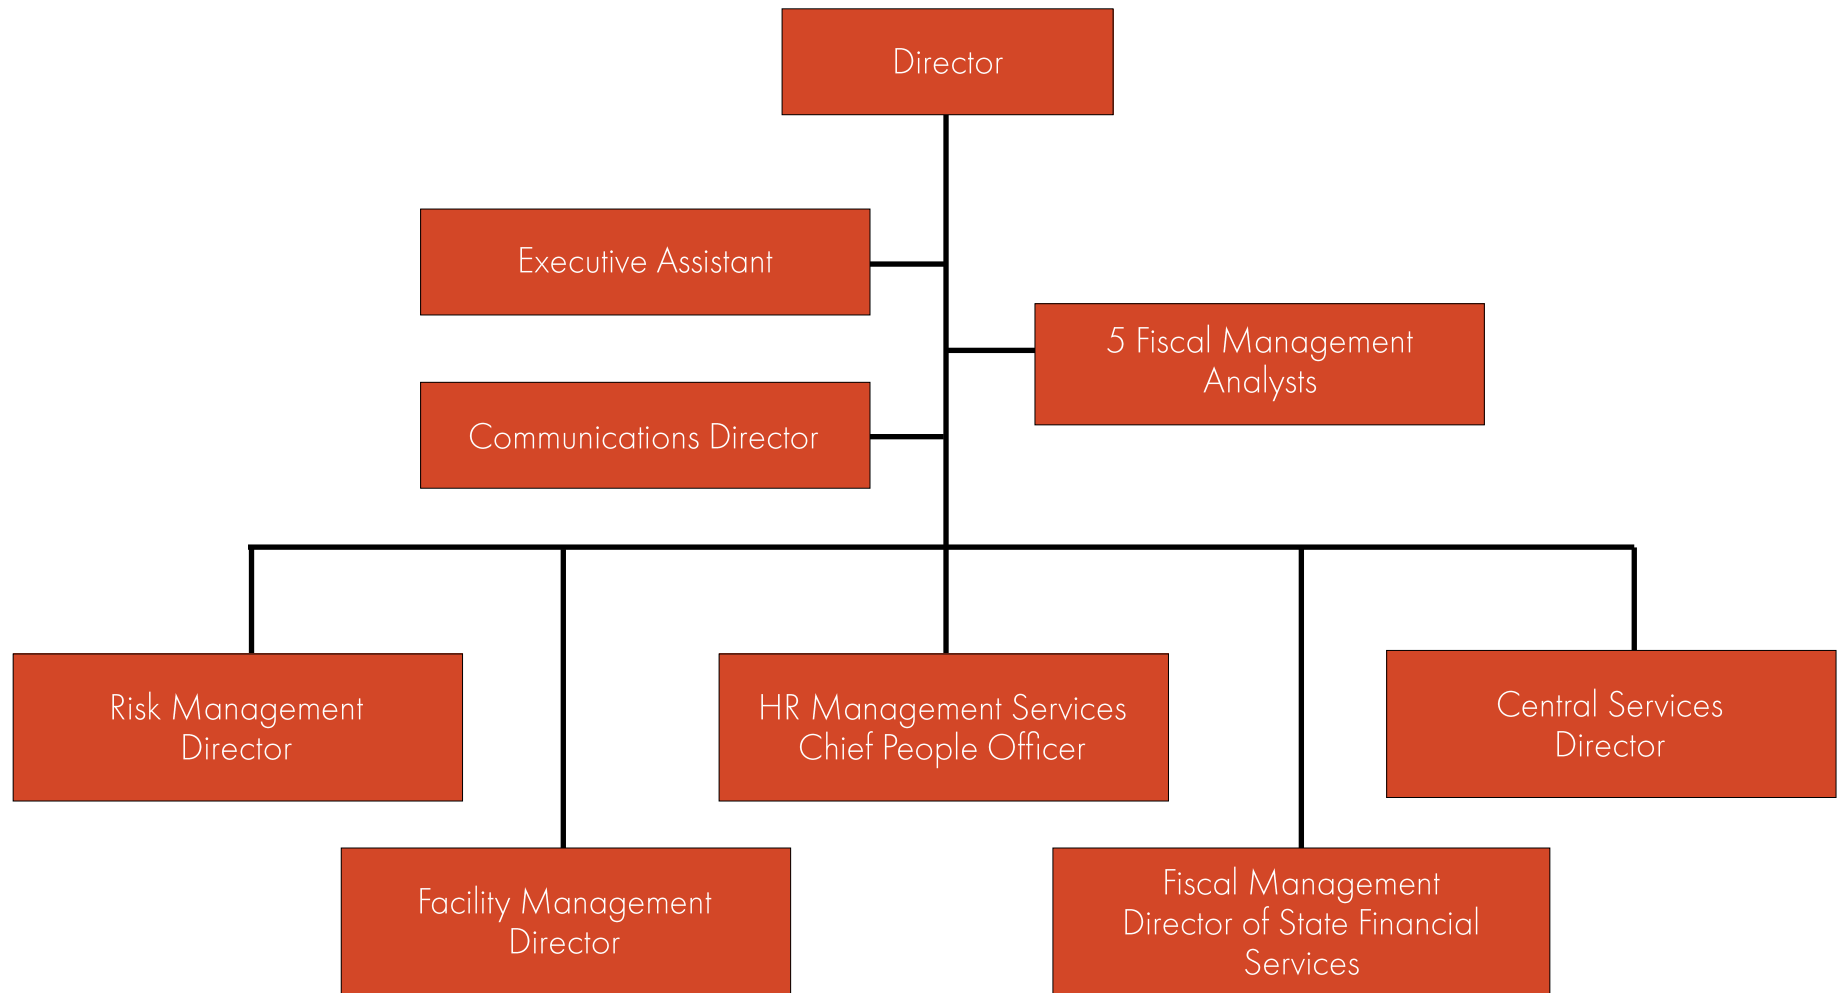 Director
Executive Assistant
5 Fiscal Management
Analysts
Communications Director
Risk Management
Director
HR Management Services
Chief People Officer
Central Services
Director
Facility Management
Director
Fiscal Management
Director of State Financial
Services